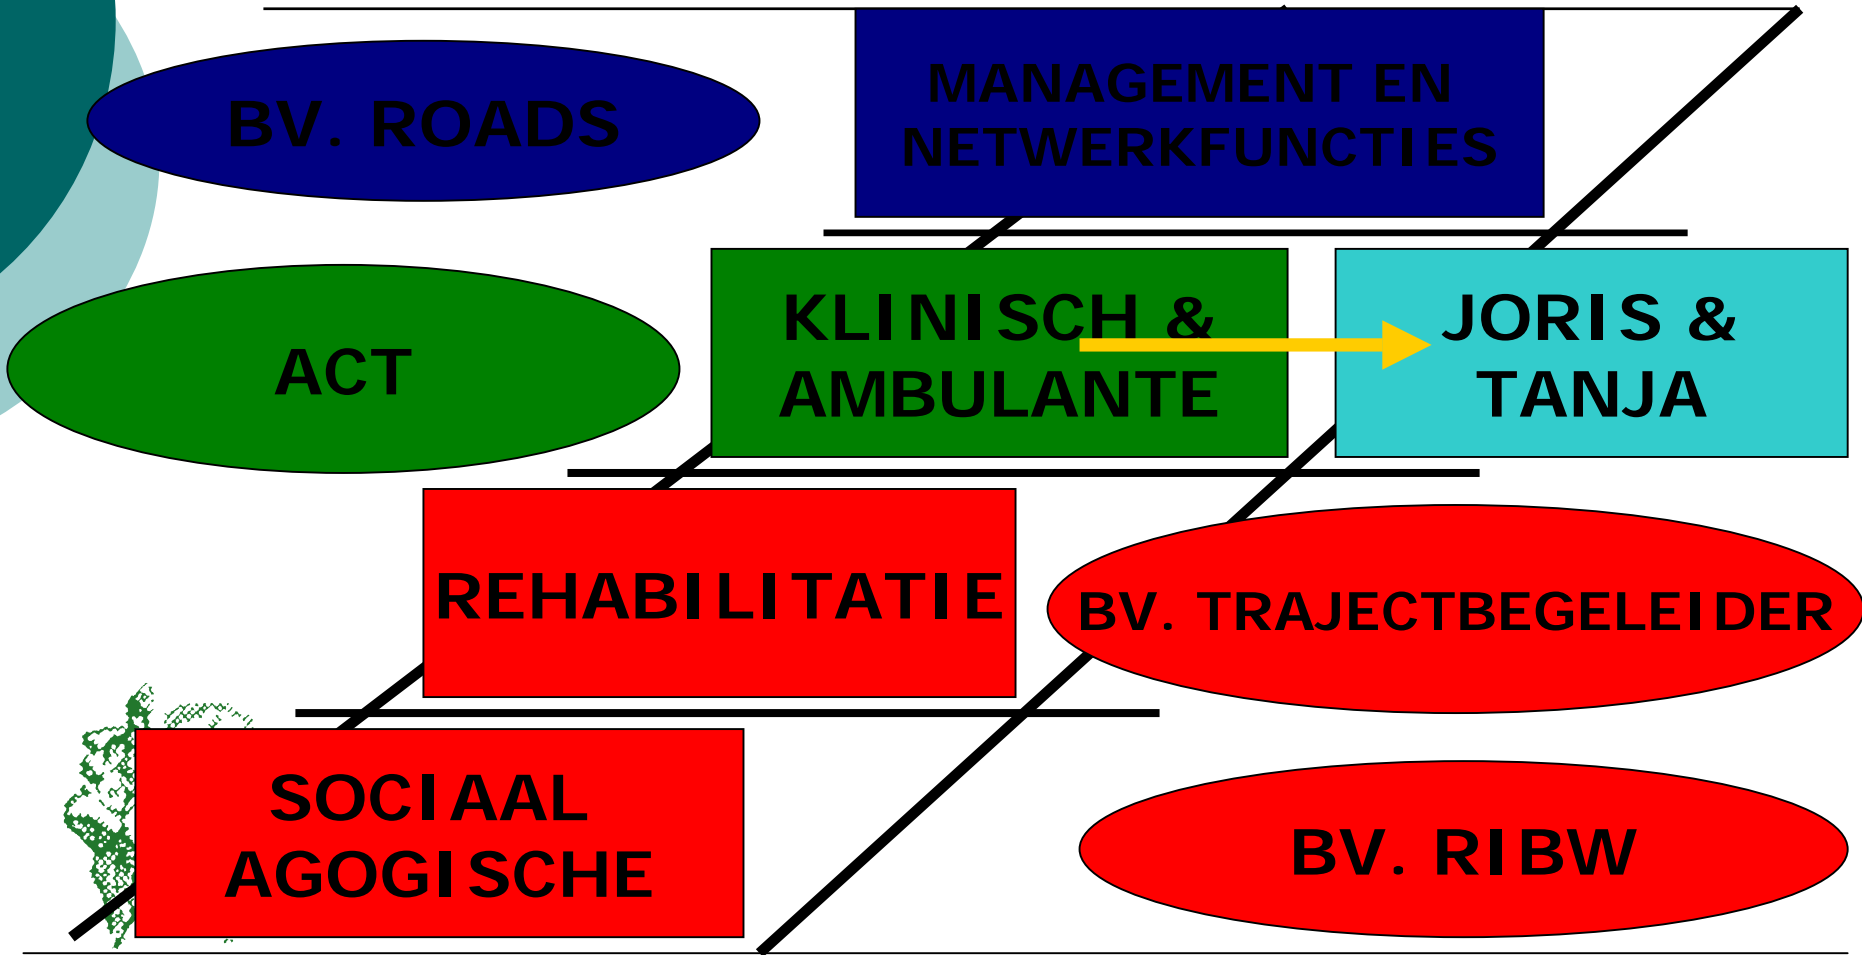 BV. ROADS
MANAGEMENT EN
NETWERKFUNCTIES
ACT
KLINISCH &
AMBULANTE
JORIS &
TANJA
REHABILITATIE
BV. TRAJECTBEGELEIDER
SOCIAAL
AGOGISCHE
BV. RIBW